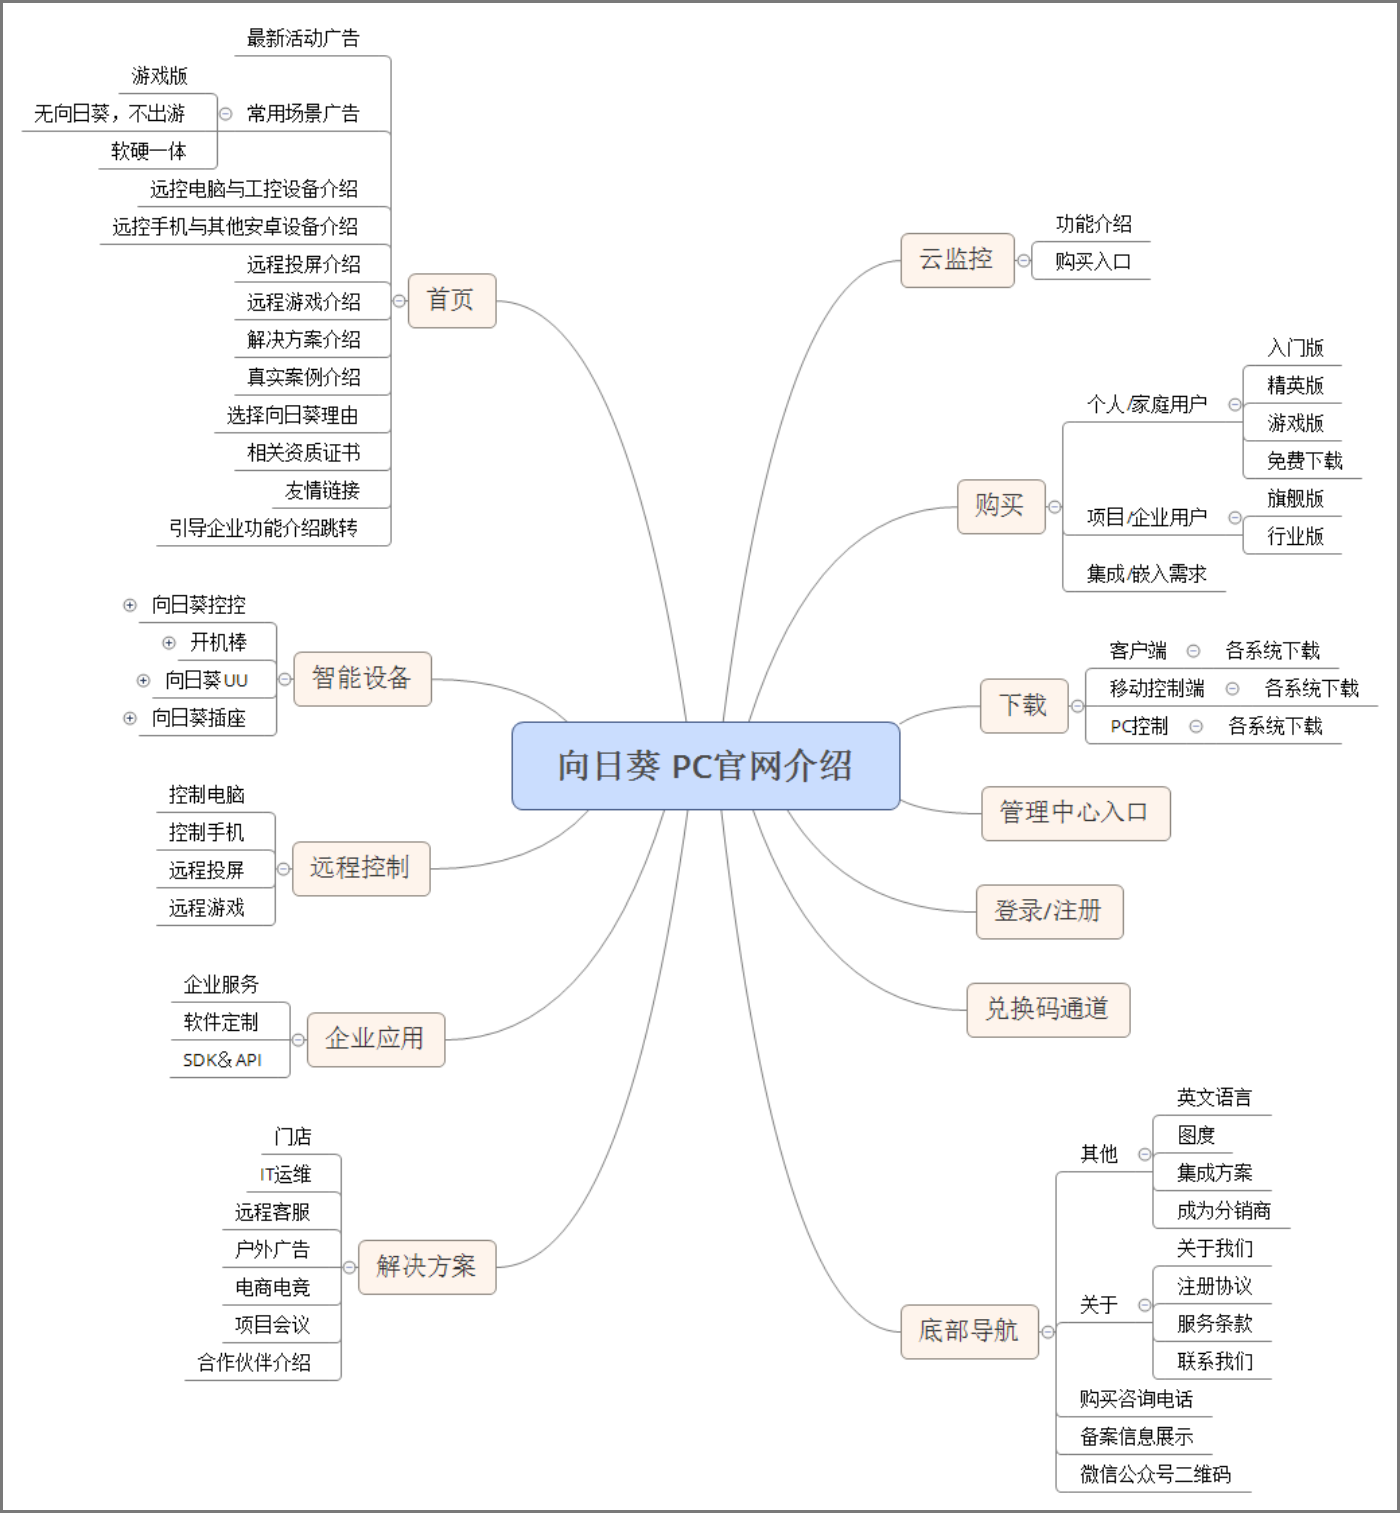 向日葵 PC官网介绍
首页
最新活动广告
常用场景广告
游戏版
无向日葵，不出游
软硬一体
远控电脑与工控设备介绍
远控手机与其他安卓设备介绍
远程投屏介绍
远程游戏介绍
解决方案介绍
真实案例介绍
选择向日葵理由
相关资质证书
友情链接
引导企业功能介绍跳转
智能设备
向日葵控控
开机棒
向日葵UU
向日葵插座
远程控制
控制电脑
控制手机
远程投屏
远程游戏
企业应用
企业服务
软件定制
SDK& API
解决方案
门店
IT运维
远程客服
户外广告
电商电竞
项目会议
合作伙伴介绍
云监控
功能介绍
购买入口
购买
个人/家庭用户
入门版
精英版
游戏版
免费下载
项目/企业用户
旗舰版
行业版
集成/嵌入需求
下载
客户端
各系统下载
移动控制端
各系统下载
PC控制
各系统下载
管理中心入口
登录/注册
兑换码通道
底部导航
其他
英文语言
图度
集成方案
成为分销商
关于
关于我们
注册协议
服务条款
联系我们
购买咨询电话
备案信息展示
微信公众号二维码